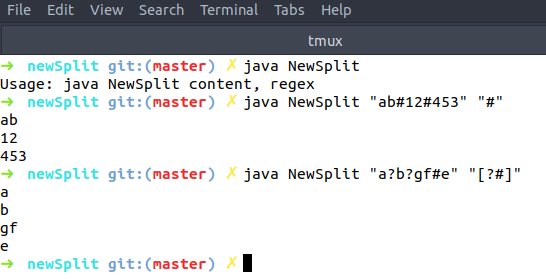 File Edit View Search Terminal Tabs Help
tmux
➜ newSplit git:(master) ✗ java NewSplit
Usage: java NewSplit content, regex
➜ newSplit git:(master) ✗ java NewSplit "ab#12#453" "#"
ab
12
453
➜ newSplit git:(master) ✗ java NewSplit "a?b?gf#e" "[?#]"
a
b
gf
e
➜ newSplit git:(master) ✗